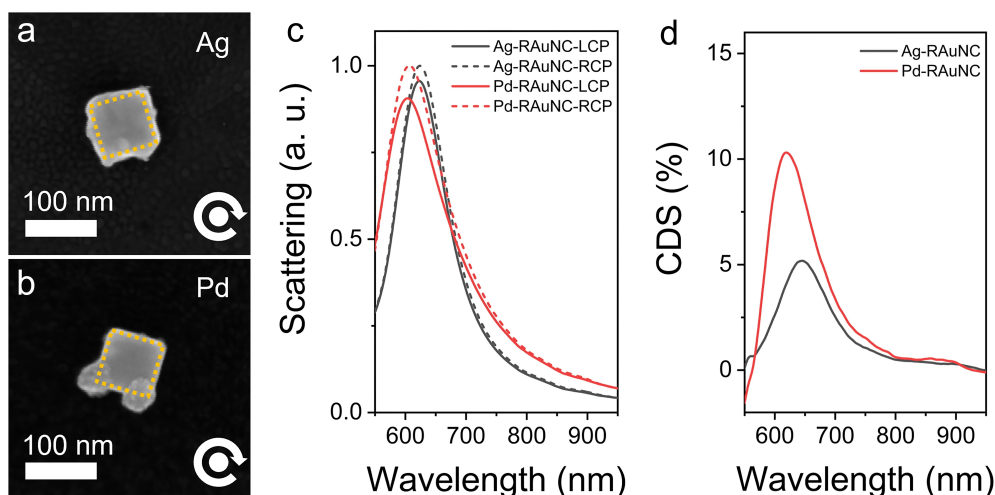 a
Ag
100 nm
b
Pd
100 nm
c
Ag-RAuNC-LCP
Ag-RAuNC-RCP
Pd-RAuNC-LCP
Pd-RAuNC-RCP
1.0
0.5
0.0
Scattering (a. u.)
600 700 800 900
Wavelength (nm)
d
Ag-RAuNC
Pd-RAuNC
15
10
5
0
CDS (%)
600 700 800 900
Wavelength (nm)